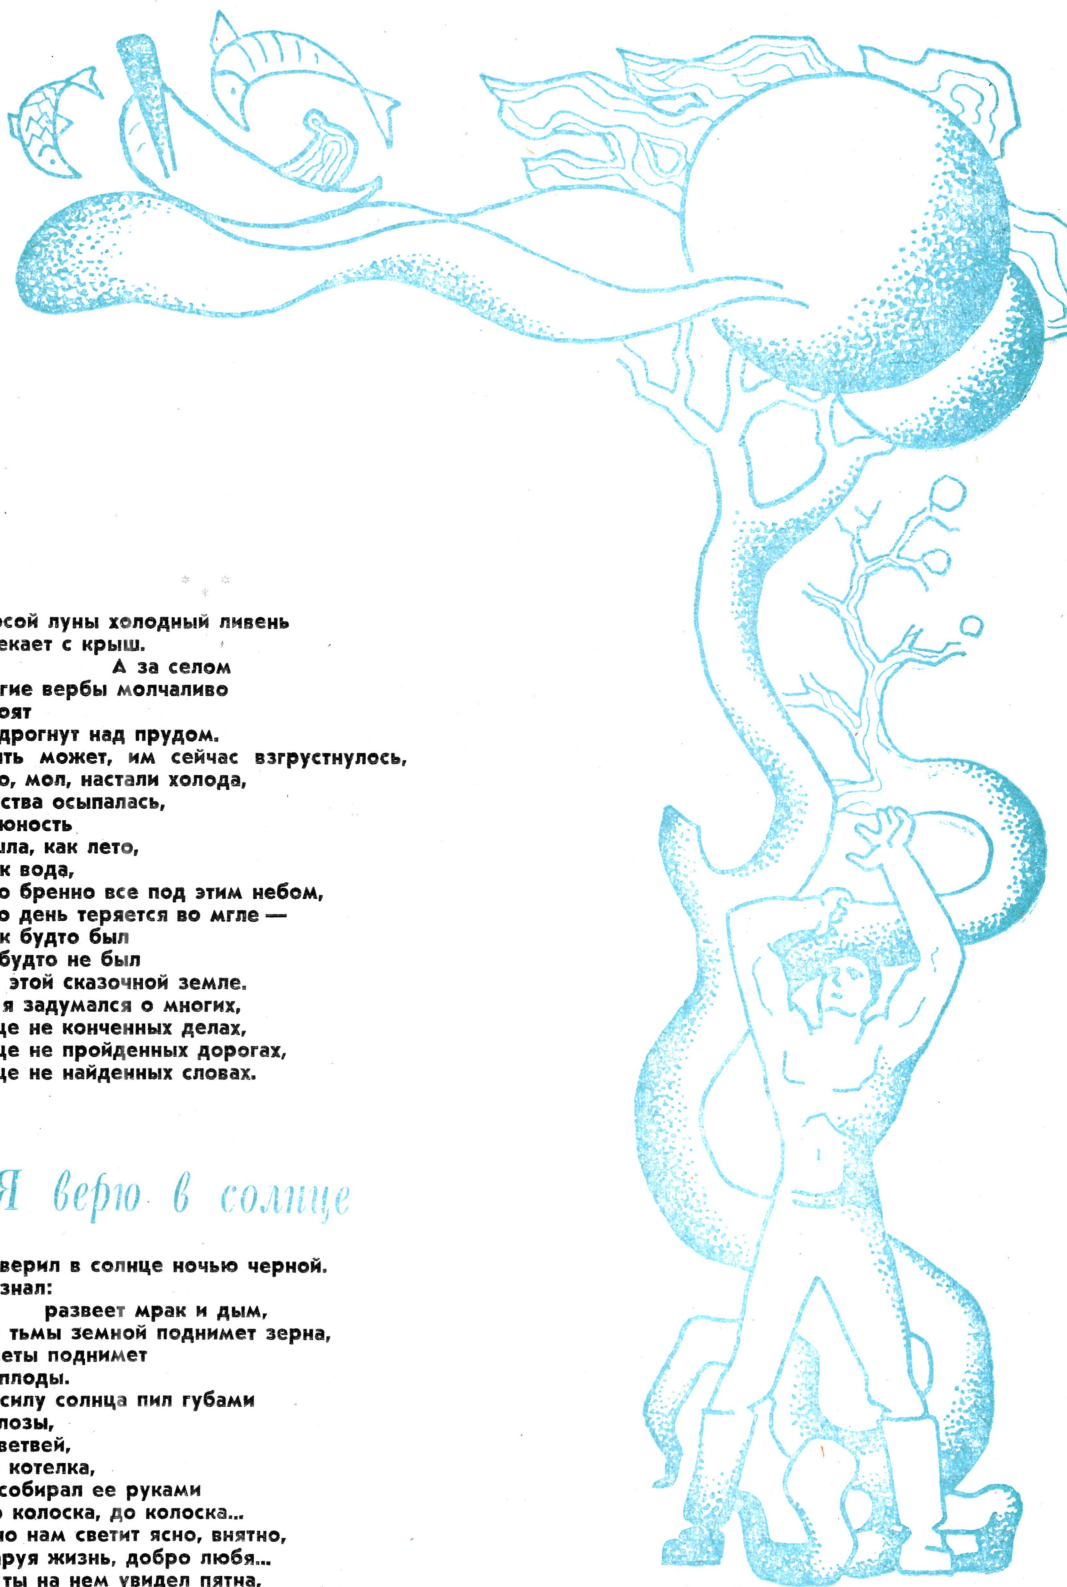 * * *
осой луны холодный ливень
екает с крыш.
А за селом
гие вербы молчаливо
оят
дрогнут над прудом.
ть может, им сейчас взгрустнулось,
о, мол, настали холода,
ства осыпалась,
юность
ла, как лето,
к вода,
о бренно все под этим небом,
о день теряется во мгле —
к будто был
будто не был
этой сказочной земле.
я задумался о многих,
це не конченных делах,
це не пройденных дорогах,
це не найденных словах.
Я верю в солнце
верил в солнце ночью черной.
знал:
развеет мрак и дым,
тьмы земной поднимет зерна,
еты поднимет
плоды.
силу солнца пил губами
лозы,
ветвей,
котелка,
собирал ее руками
о колоска, до колоска...
но нам светит ясно, внятно,
руя жизнь, добро любя...
ты на нем увидел пятна,